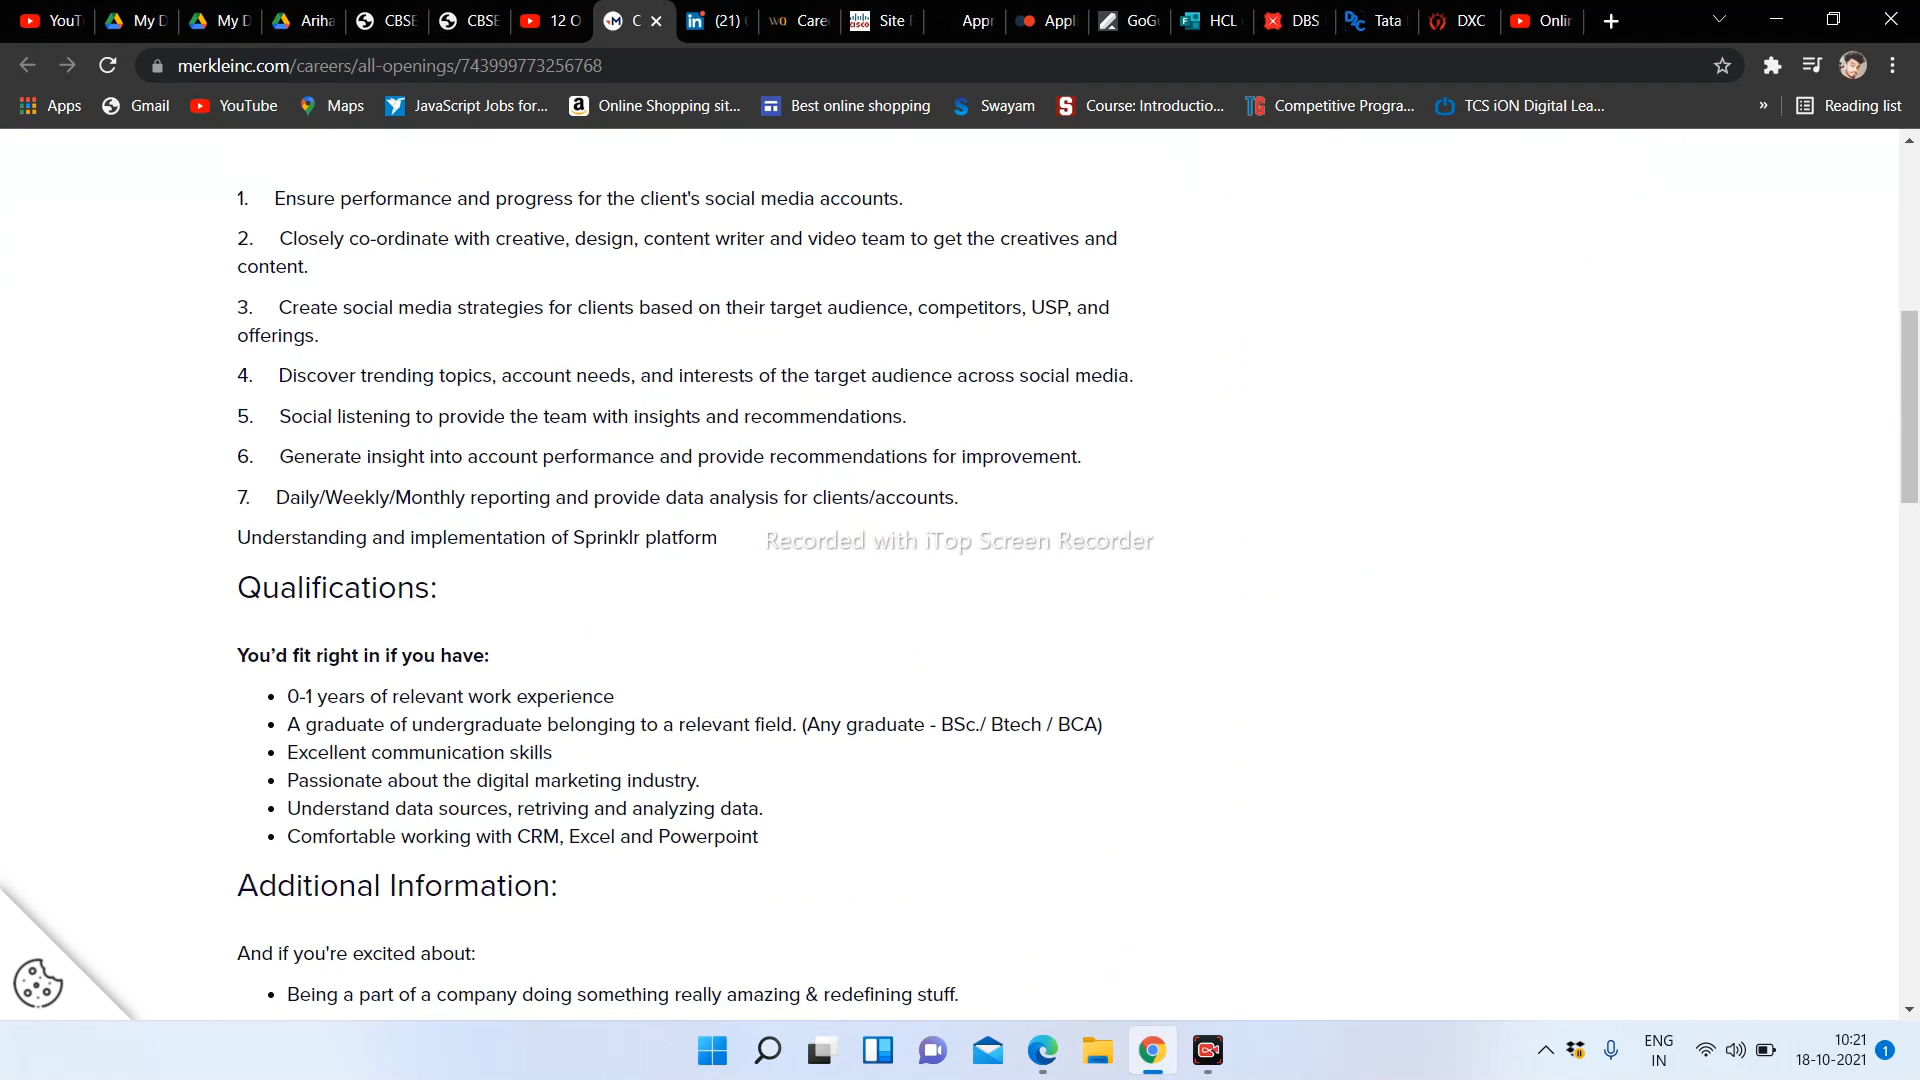 YouT
My D
My D
Ariha
CBSE
CBSE
12 O
C
(21)
Care
Site
Appr
Appl
GoG
HCL
DBS
Tata
DXC
Onlin
merkleinc.com/careers/all-openings/743999773256768
Apps
Gmail
YouTube
Maps
JavaScript Jobs for...
Online Shopping sit...
Best online shopping
Swayam
Course: Introductio...
Competitive Progra...
TCS iON Digital Lea...
»
Reading list
1. Ensure performance and progress for the client's social media accounts.
2. Closely co-ordinate with creative, design, content writer and video team to get the creatives and
content.
3. Create social media strategies for clients based on their target audience, competitors, USP, and
offerings.
4. Discover trending topics, account needs, and interests of the target audience across social media.
5. Social listening to provide the team with insights and recommendations.
6. Generate insight into account performance and provide recommendations for improvement.
7. Daily/Weekly/Monthly reporting and provide data analysis for clients/accounts.
Understanding and implementation of Sprinklr platform
Recorded with iTop Screen Recorder
Qualifications:
You’d fit right in if you have:
• 0-1 years of relevant work experience
• A graduate of undergraduate belonging to a relevant field. (Any graduate - BSc./ Btech / BCA)
• Excellent communication skills
• Passionate about the digital marketing industry.
• Understand data sources, retriving and analyzing data.
• Comfortable working with CRM, Excel and Powerpoint
Additional Information:
And if you're excited about:
• Being a part of a company doing something really amazing & redefining stuff.
ENG
IN
10:21
18-10-2021
1